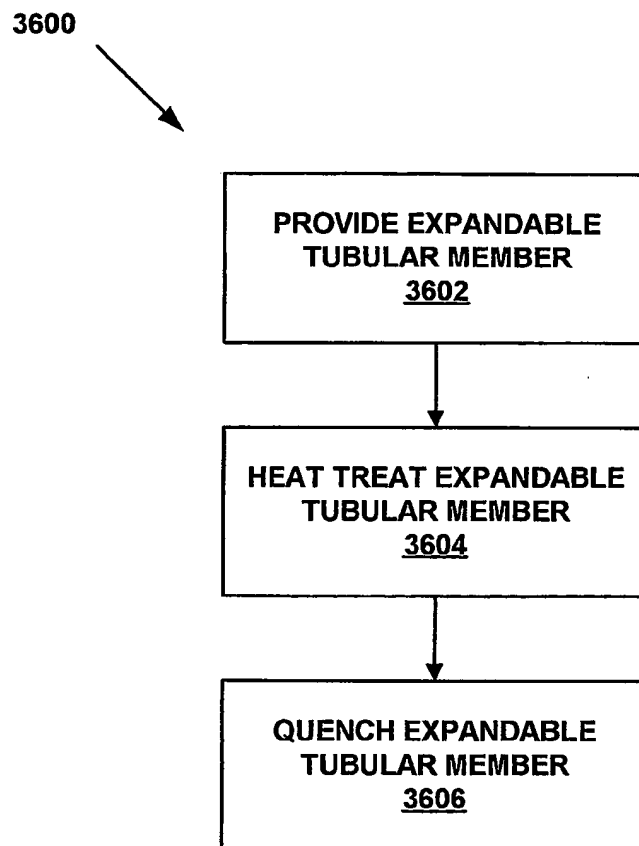 3600
PROVIDE EXPANDABLE
TUBULAR MEMBER
3602
HEAT TREAT EXPANDABLE
TUBULAR MEMBER
3604
QUENCH EXPANDABLE
TUBULAR MEMBER
3606